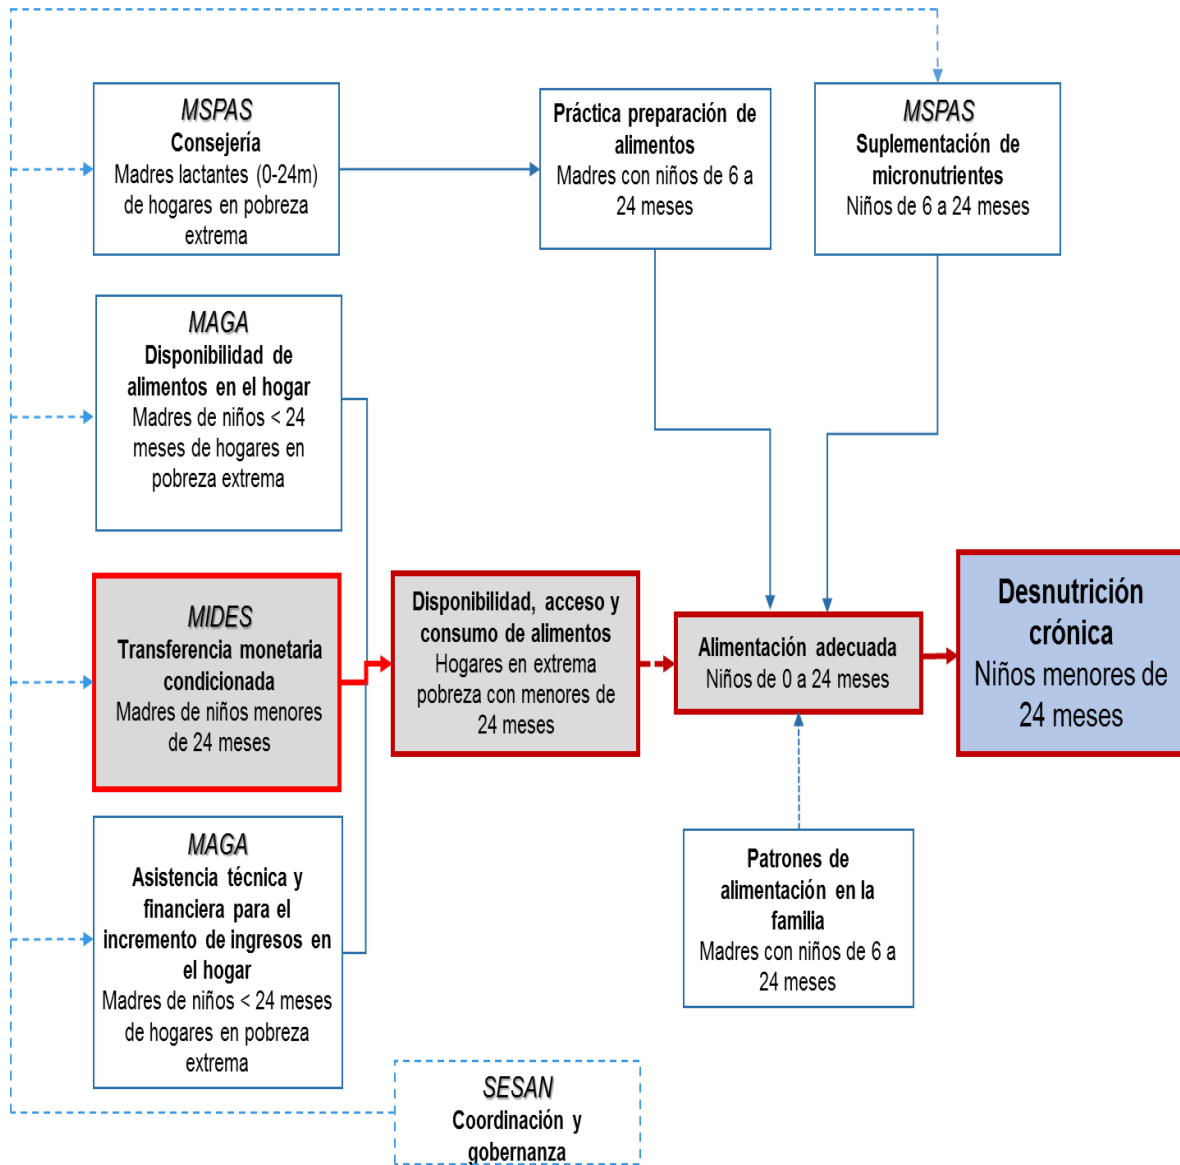 MSPAS
Consejería
Madres lactantes (0-24m)
de hogares en pobreza
extrema
Práctica preparación de
alimentos
Madres con niños de 6 a
24 meses
MSPAS
Suplementación de
micronutrientes
Niños de 6 a 24 meses
MAGA
Disponibilidad de
alimentos en el hogar
Madres de niños < 24
meses de hogares en
pobreza extrema
MIDES
Transferencia monetaria
condicionada
Madres de niños menores
de 24 meses
Disponibilidad, acceso y
consumo de alimentos
Hogares en extrema
pobreza con menores de
24 meses
Alimentación adecuada
Niños de 0 a 24 meses
Desnutrición
crónica
Niños menores de
24 meses
MAGA
Asistencia técnica y
financiera para el
incremento de ingresos en
el hogar
Madres de niños < 24 meses
de hogares en pobreza
extrema
Patrones de
alimentación en la
familia
Madres con niños de 6 a
24 meses
SESAN
Coordinación y
gobernanza